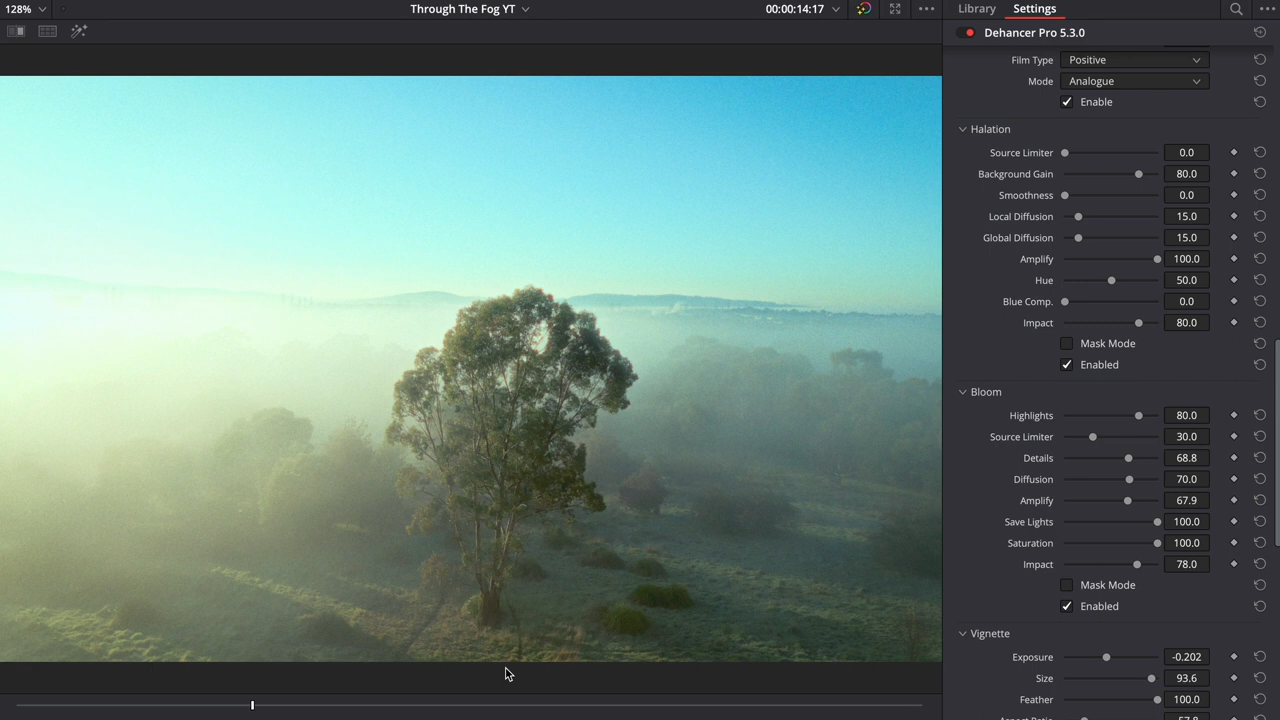 128%
Through The Fog YT
00:00:14:17
Library
Settings
Dehancer Pro 5.3.0
Film Type Positive
Mode Analogue
Enable
Halation
Source Limiter 0.0
Background Gain 80.0
Smoothness 0.0
Local Diffusion 15.0
Global Diffusion 15.0
Amplify 100.0
Hue 50.0
Blue Comp. 0.0
Impact 80.0
Mask Mode
Enabled
Bloom
Highlights 80.0
Source Limiter 30.0
Details 68.8
Diffusion 70.0
Amplify 67.9
Save Lights 100.0
Saturation 100.0
Impact 78.0
Mask Mode
Enabled
Vignette
Exposure -0.202
Size 93.6
Feather 100.0
Aspect Ratio 57.8